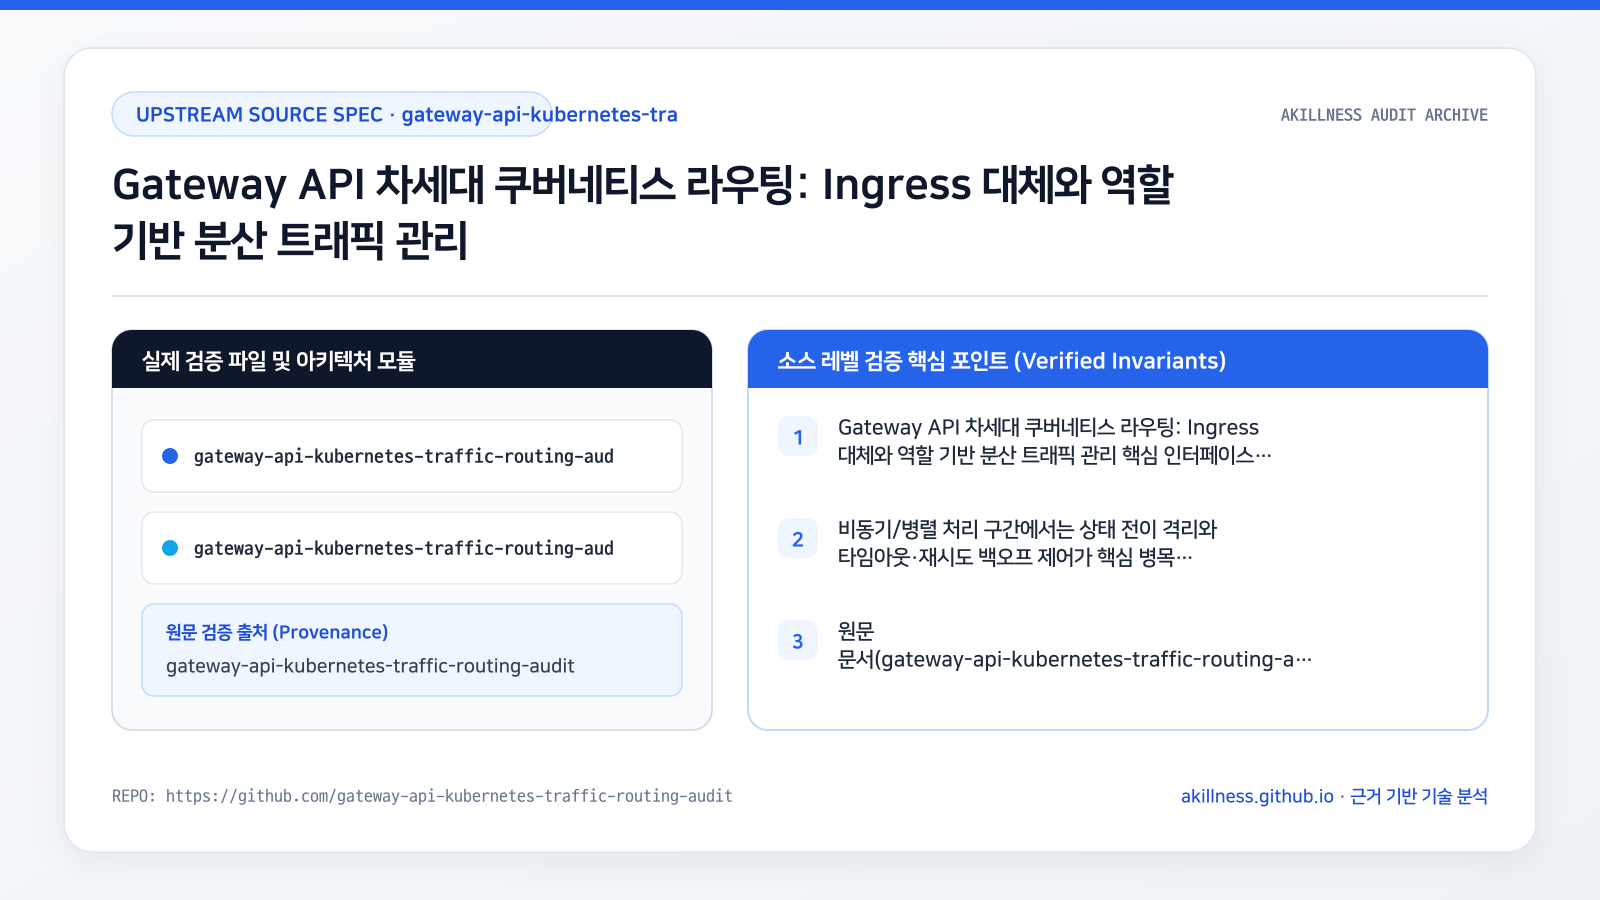 UPSTREAM SOURCE SPEC · gateway-api-kubernetes-tra
AKILLNESS AUDIT ARCHIVE
Gateway API 차세대 쿠버네티스 라우팅: Ingress 대체와 역할
기반 분산 트래픽 관리
실제 검증 파일 및 아키텍처 모듈
gateway-api-kubernetes-traffic-routing-aud
gateway-api-kubernetes-traffic-routing-aud
원문 검증 출처 (Provenance)
gateway-api-kubernetes-traffic-routing-audit
소스 레벨 검증 핵심 포인트 (Verified Invariants)
1
Gateway API 차세대 쿠버네티스 라우팅: Ingress
대체와 역할 기반 분산 트래픽 관리 핵심 인터페이스…
2
비동기/병렬 처리 구간에서는 상태 전이 격리와
타임아웃·재시도 백오프 제어가 핵심 병목…
3
원문
문서(gateway-api-kubernetes-traffic-routing-a…
REPO: https://github.com/gateway-api-kubernetes-traffic-routing-audit
akillness.github.io · 근거 기반 기술 분석